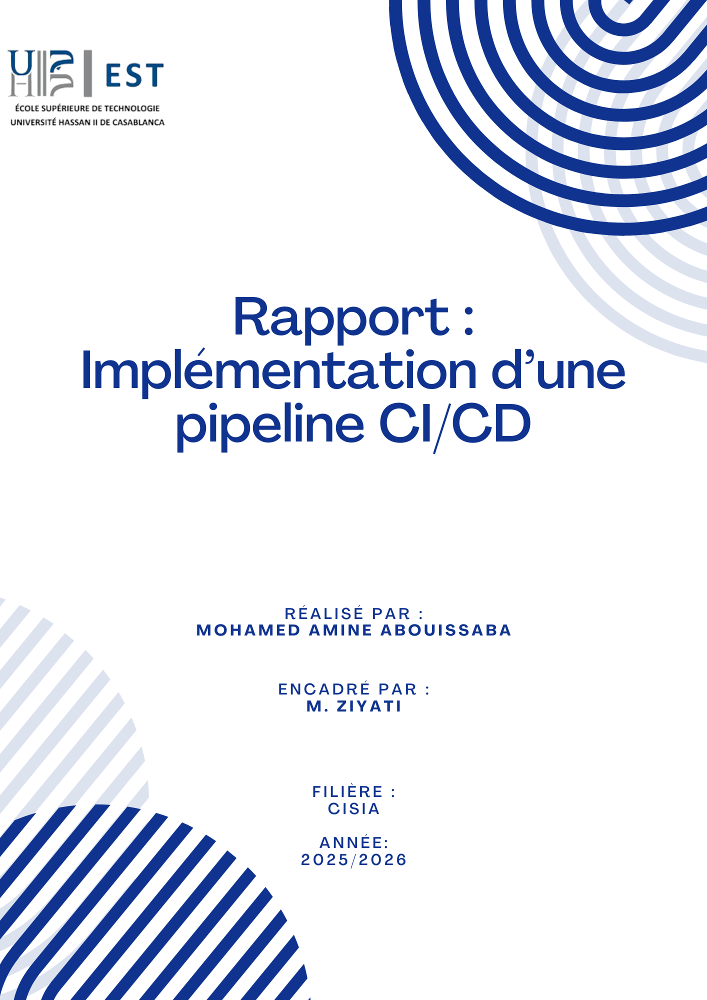 EST
ÉCOLE SUPÉRIEURE DE TECHNOLOGIE
UNIVERSITÉ HASSAN II DE CASABLANCA
Rapport :
Implémentation d’une
pipeline CI/CD
RÉALISÉ PAR :
MOHAMED AMINE ABOUISSABA
ENCADRÉ PAR :
M. ZIYATI
FILIÈRE :
CISIA
ANNÉE:
2025/2026